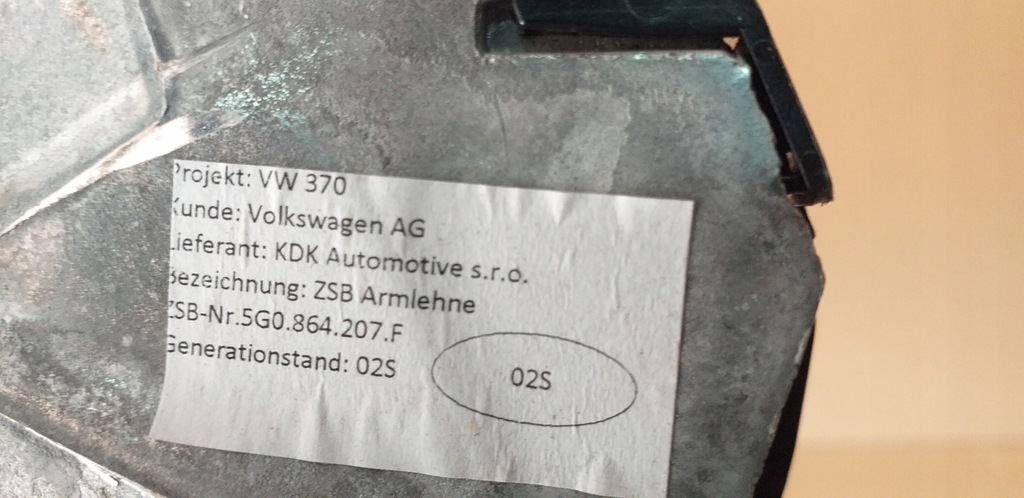 Projekt: VW 370
Kunde: Volkswagen AG
Lieferant: KDK Automotive s.r.o.
Bezeichnung: ZSB Armlehne
ZSB-Nr.5G0.864.207.F
Generationstand: 02S
02S